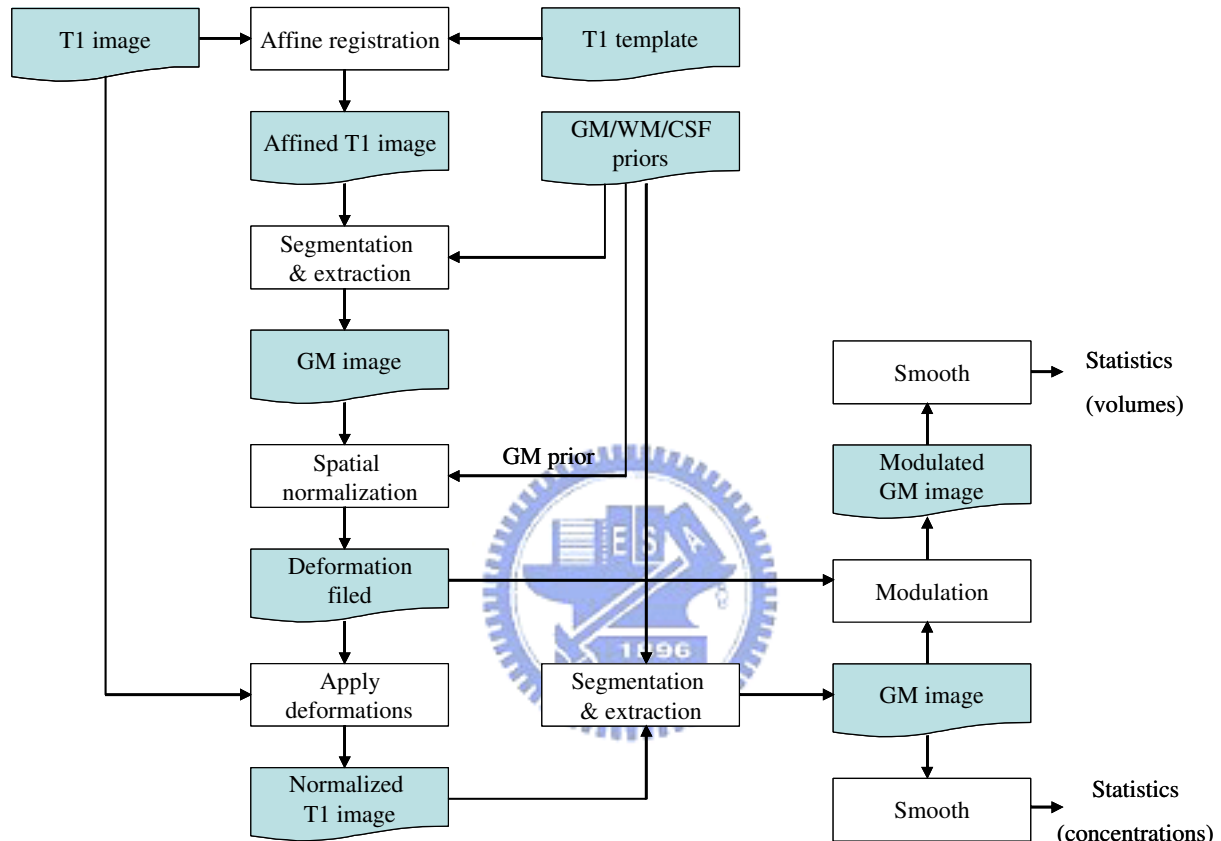 T1 image
Affine registration
T1 template
Affined T1 image
GM/WM/CSF
priors
Segmentation
& extraction
GM image
Smooth
Statistics
(volumes)
Spatial
normalization
GM prior
Modulated
GM image
E S A
Deformation
filed
Modulation
1896
Apply
deformations
Segmentation
& extraction
GM image
Normalized
T1 image
Smooth
Statistics
(concentrations)